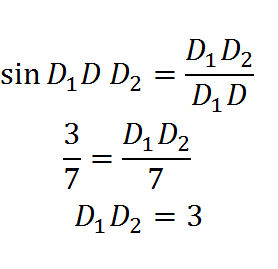 sin D₁D D₂ = D₁D₂ / D₁D
3/7 = D₁D₂ / 7
D₁D₂ = 3